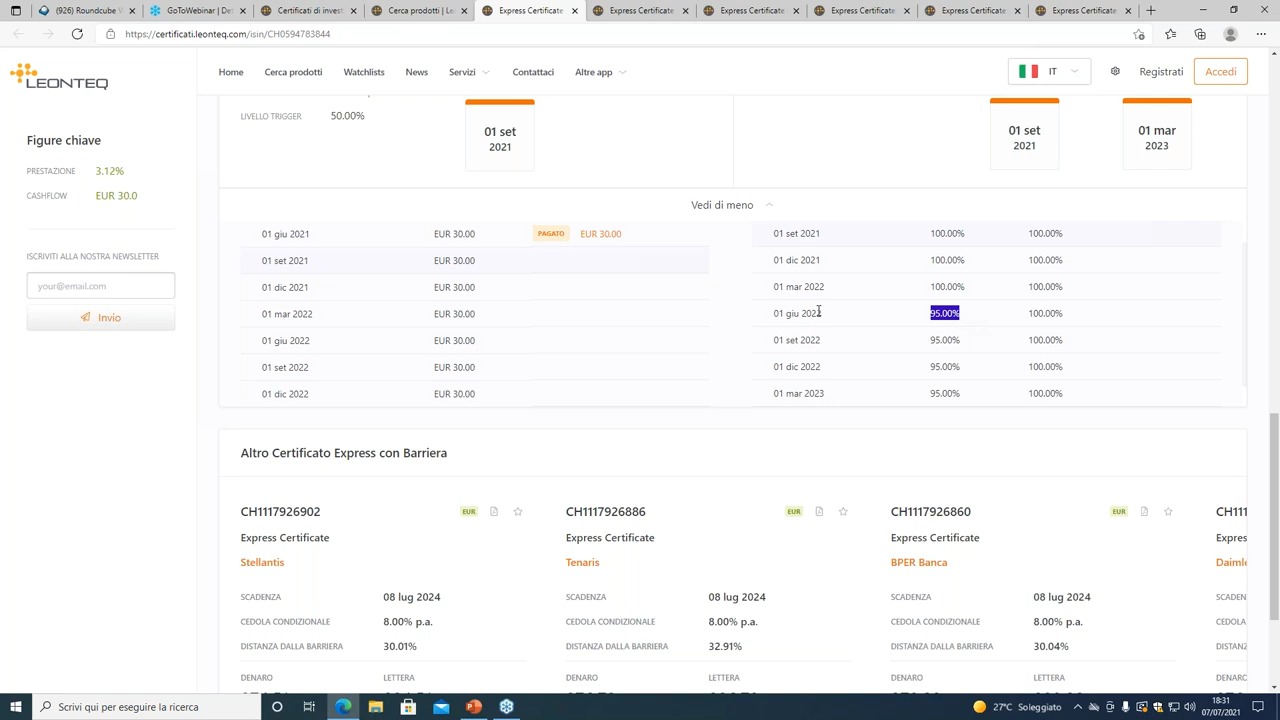 (926) Roundcube W
GoToWebinar | Det
Certificati di invest
Cerca prodotti | Le
Express Certificate
Express Certificate
Express Certificate
Express Certificate
Express Certificate
Express Certificate
https://certificati.leonteq.com/isin/CH0594783844
LEONTEQ
Home Cerca prodotti Watchlists News Servizi Contattaci Altre app IT Registrati Accedi
Figure chiave
PRESTAZIONE 3.12%
CASHFLOW EUR 30.0
ISCRIVITI ALLA NOSTRA NEWSLETTER
your@email.com
Invio
LIVELLO TRIGGER 50.00%
01 set
2021
01 set
2021
01 mar
2023
Vedi di meno
01 giu 2021 EUR 30.00 PAGATO EUR 30.00
01 set 2021 EUR 30.00
01 dic 2021 EUR 30.00
01 mar 2022 EUR 30.00
01 giu 2022 EUR 30.00
01 set 2022 EUR 30.00
01 dic 2022 EUR 30.00
01 set 2021 100.00% 100.00%
01 dic 2021 100.00% 100.00%
01 mar 2022 100.00% 100.00%
01 giu 2022 95.00% 100.00%
01 set 2022 95.00% 100.00%
01 dic 2022 95.00% 100.00%
01 mar 2023 95.00% 100.00%
Altro Certificato Express con Barriera
CH1117926902 EUR
Express Certificate
Stellantis
SCADENZA 08 lug 2024
CEDOLA CONDIZIONALE 8.00% p.a.
DISTANZA DALLA BARRIERA 30.01%
DENARO LETTERA
CH1117926886 EUR
Express Certificate
Tenaris
SCADENZA 08 lug 2024
CEDOLA CONDIZIONALE 8.00% p.a.
DISTANZA DALLA BARRIERA 32.91%
DENARO LETTERA
CH1117926860 EUR
Express Certificate
BPER Banca
SCADENZA 08 lug 2024
CEDOLA CONDIZIONALE 8.00% p.a.
DISTANZA DALLA BARRIERA 30.04%
DENARO LETTERA
CH111
Expres
Daimle
SCADEN
CEDOLA
DISTAN
DENAR
Scrivi qui per eseguire la ricerca
27°C Soleggiato
18:31
07/07/2021